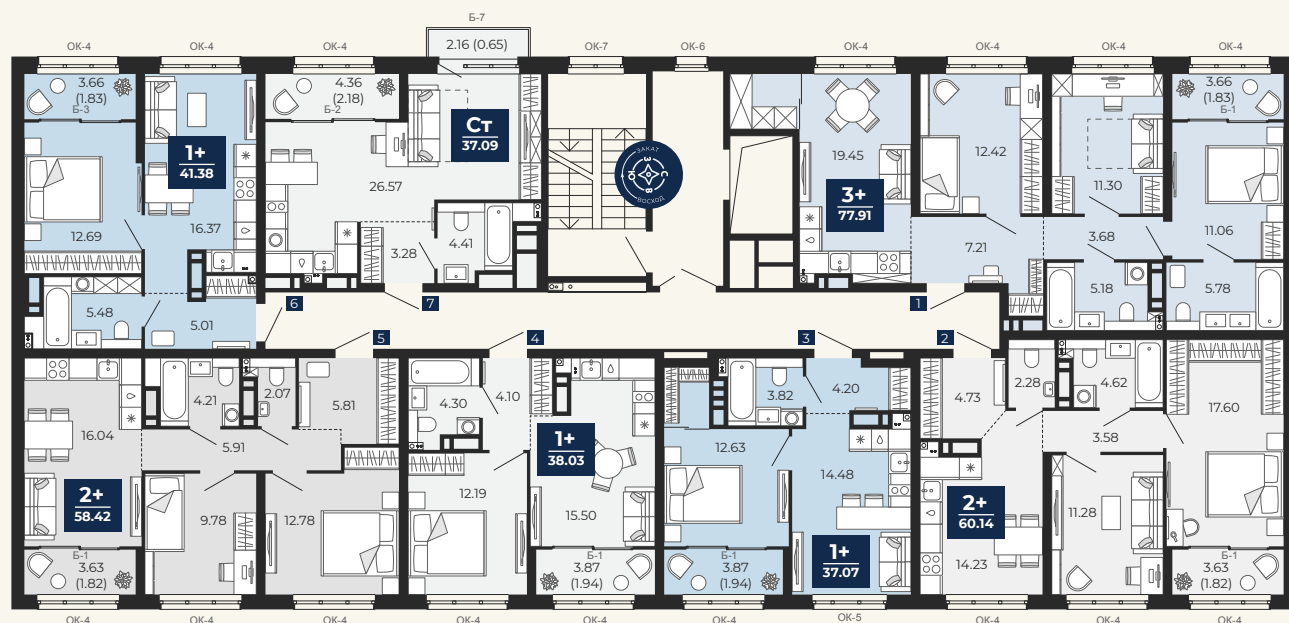 Б-7
ОК-4
ОК-4
ОК-4
2.16 (0.65)
ОК-7
ОК-6
ОК-4
ОК-4
ОК-4
ОК-4
3.66
(1.83)
Б-3
1+
41.38
12.69
16.37
5.48
5.01
6
4.36
(2.18)
Б-2
Ст
37.09
26.57
3.28
4.41
7
ЗАКАТ
С
В
Ю
З
ВОСХОД
19.45
3+
77.91
12.42
11.30
3.66
(1.83)
Б-1
11.06
7.21
3.68
5.18
5.78
1
5
4
3
2
16.04
4.21
2.07
5.81
5.91
2+
58.42
9.78
12.78
Б-1
3.63
(1.82)
4.30
4.10
1+
38.03
12.19
15.50
Б-1
3.87
(1.94)
3.82
4.20
12.63
14.48
1+
37.07
Б-1
3.87
(1.94)
4.73
2.28
4.62
17.60
3.58
2+
60.14
14.23
11.28
Б-1
3.63
(1.82)
ОК-4
ОК-4
ОК-4
ОК-4
ОК-4
ОК-4
ОК-5
ОК-4
ОК-4
ОК-4